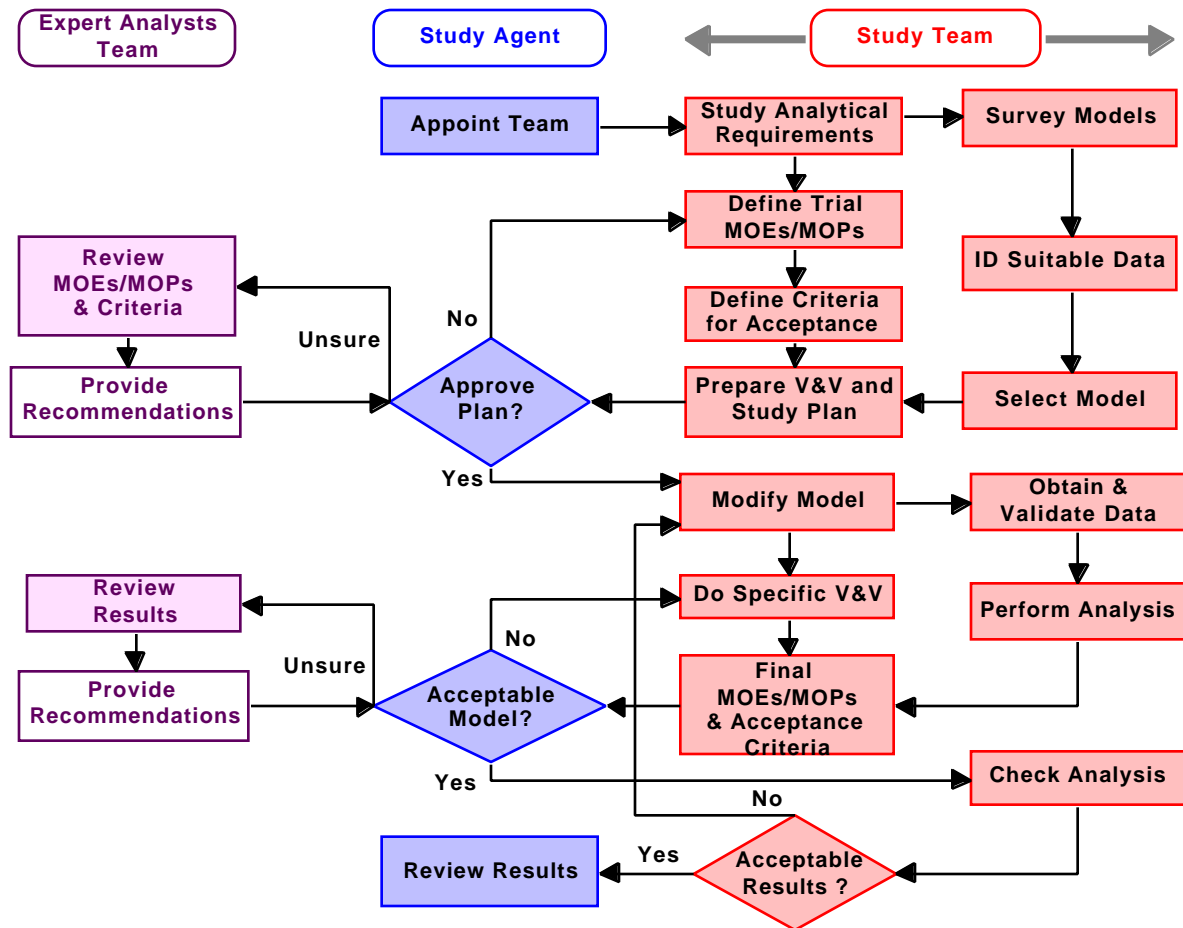 Expert Analysts
Team
Study Agent
Study Team
Appoint Team
Study Analytical
Requirements
Survey Models
Define Trial
MOEs/MOPs
Review
MOEs/MOPs
& Criteria
ID Suitable Data
No
Unsure
Define Criteria
for Acceptance
Provide
Recommendations
Approve
Plan?
Prepare V&V and
Study Plan
Select Model
Yes
Modify Model
Obtain &
Validate Data
Review
Results
Do Specific V&V
Perform Analysis
No
Unsure
Provide
Recommendations
Acceptable
Model?
Final
MOEs/MOPs
& Acceptance
Criteria
Yes
Check Analysis
No
Review Results
Yes
Acceptable
Results ?